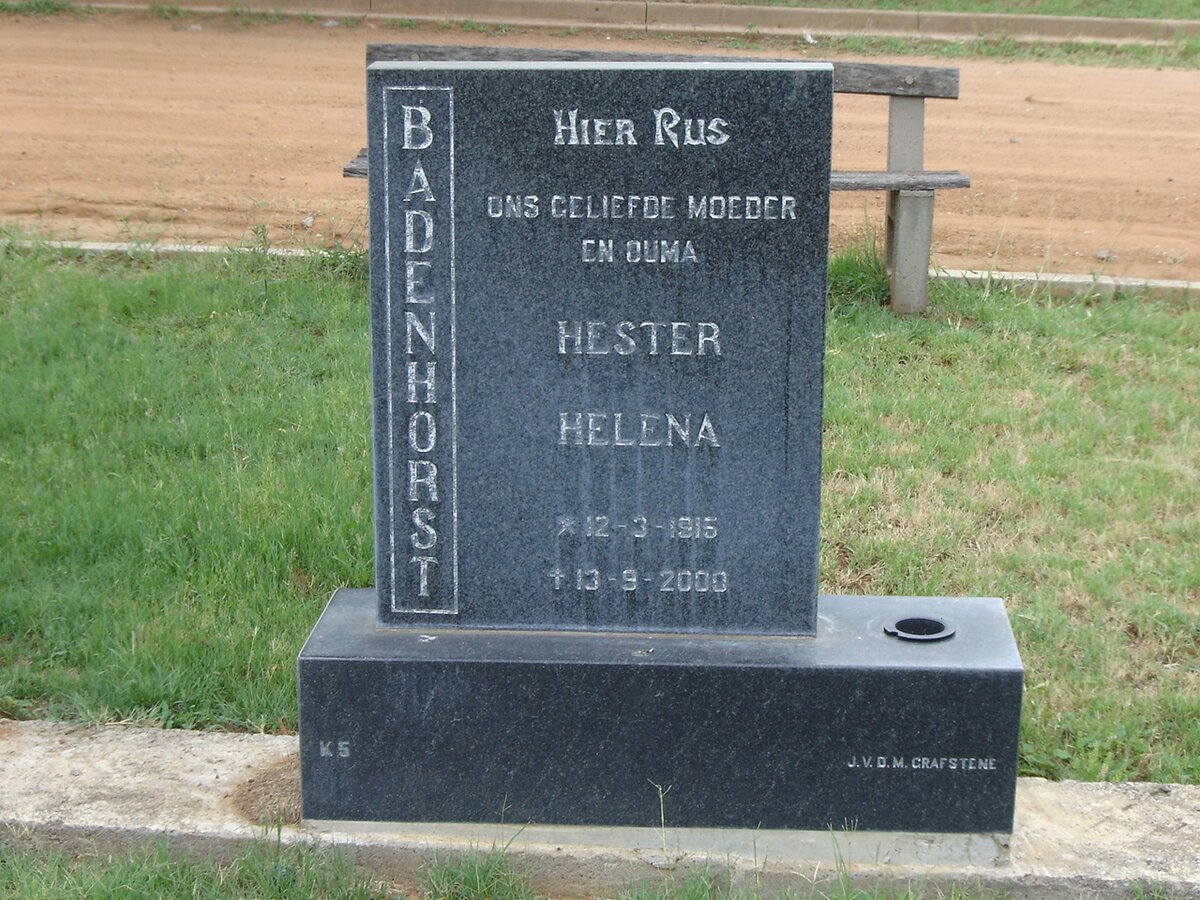 BADENHORST
HIER RUS
ONS GELIEFDE MOEDER
EN OUMA
HESTER
HELENA
* 12-3-1915
† 13-9-2000
K5
J.V.D.M. GRAFSTENE